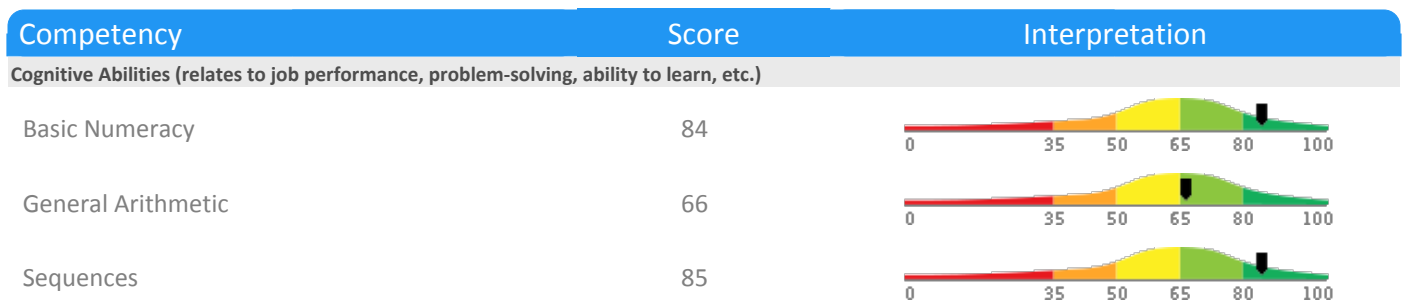 Competency Score Interpretation
Cognitive Abilities (relates to job performance, problem-solving, ability to learn, etc.)
Basic Numeracy 84
0 35 50 65 80 100
General Arithmetic 66
0 35 50 65 80 100
Sequences 85
0 35 50 65 80 100